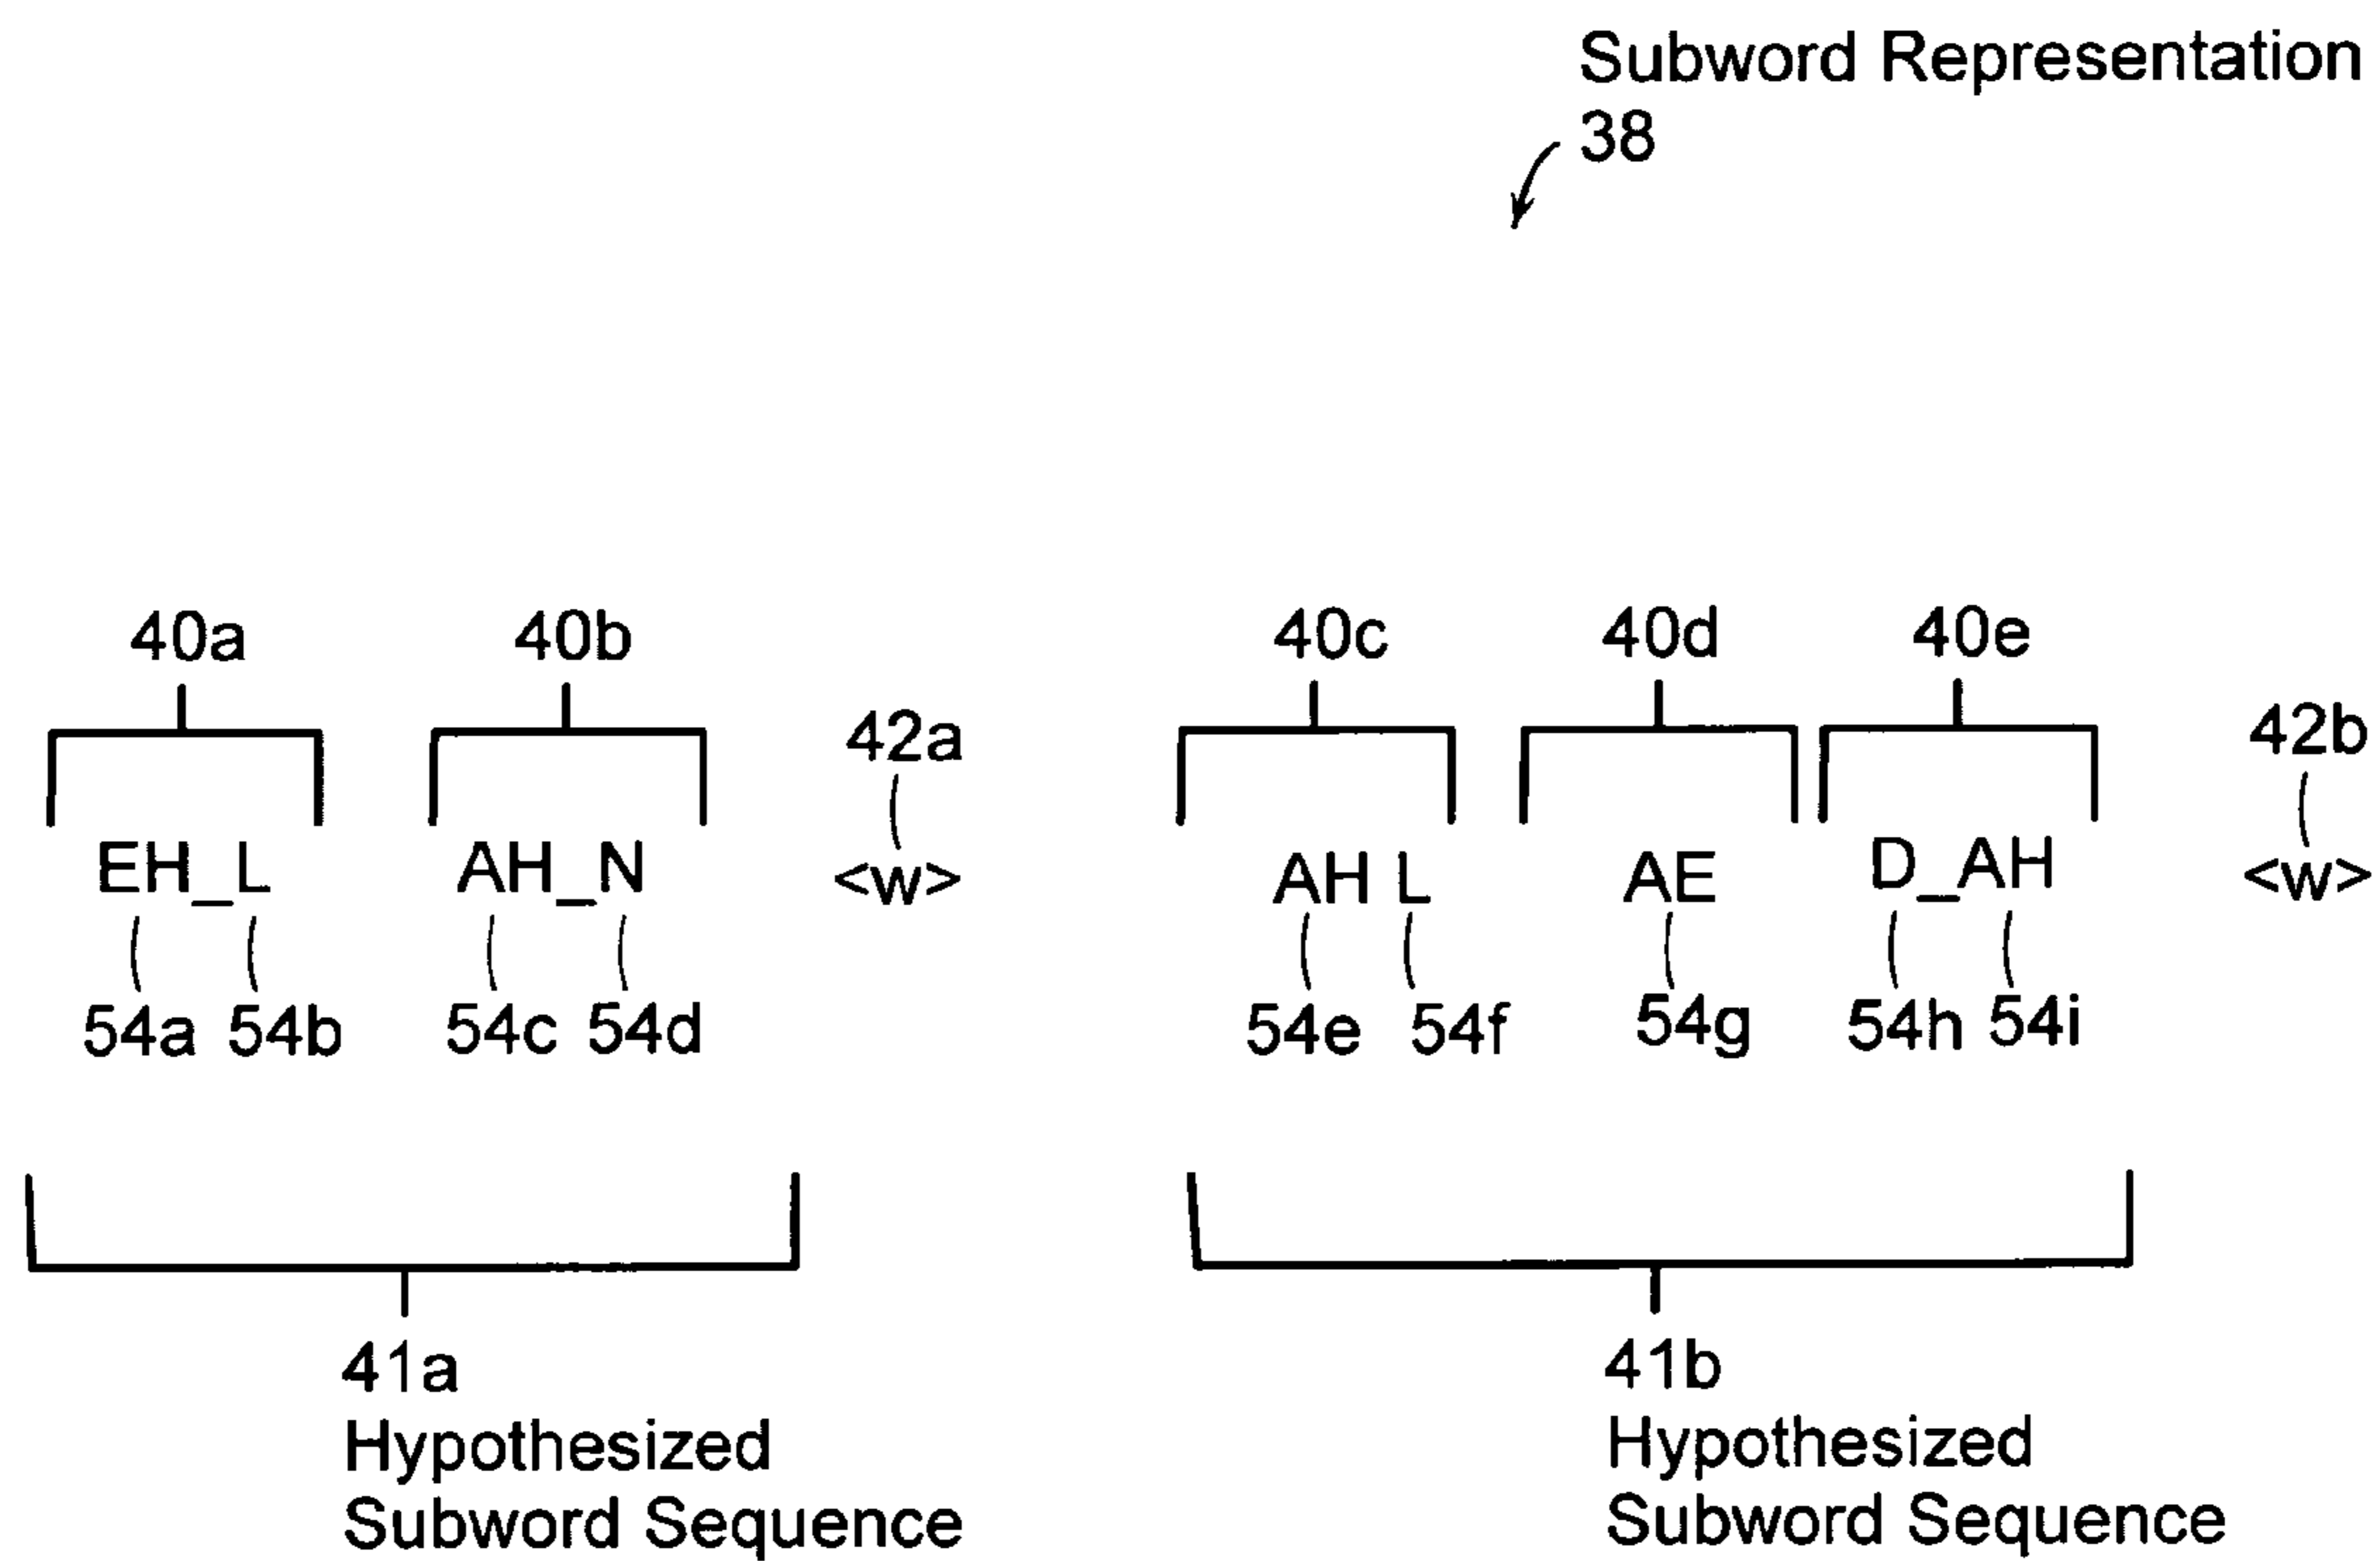 Subword Representation
38
40a 40b 40c 40d 40e
42a 42b
EH_L AH_N <w> AH L AE D_AH <w>
54a 54b 54c 54d 54e 54f 54g 54h 54i
41a 41b
Hypothesized Hypothesized
Subword Sequence Subword Sequence